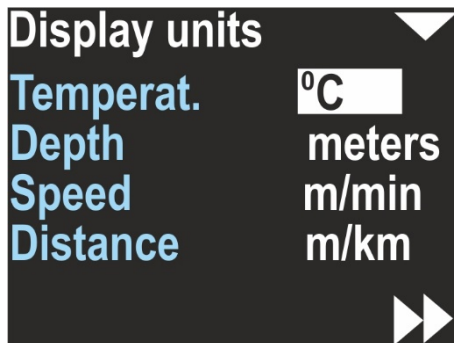 Display units
Temperat. ⁰C
Depth meters
Speed m/min
Distance m/km